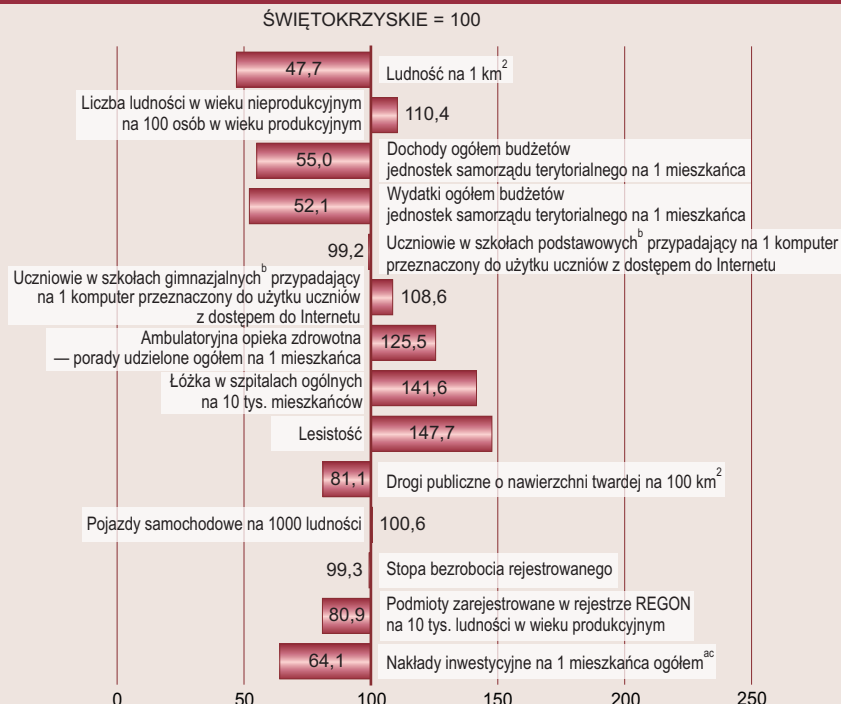 ŚWIĘTOKRZYSKIE = 100
47,7
Ludność na 1 km²
Liczba ludności w wieku nieprodukcyjnym
na 100 osób w wieku produkcyjnym
110,4
55,0
Dochody ogółem budżetów
jednostek samorządu terytorialnego na 1 mieszkańca
52,1
Wydatki ogółem budżetów
jednostek samorządu terytorialnego na 1 mieszkańca
99,2
Uczniowie w szkołach podstawowych^b przypadający na 1 komputer
przeznaczony do użytku uczniów z dostępem do Internetu
Uczniowie w szkołach gimnazjalnych^b przypadający
na 1 komputer przeznaczony do użytku uczniów
z dostępem do Internetu
108,6
Ambulatoryjna opieka zdrowotna
— porady udzielone ogółem na 1 mieszkańca
125,5
Łóżka w szpitalach ogólnych
na 10 tys. mieszkańców
141,6
Lesistość
147,7
81,1
Drogi publiczne o nawierzchni twardej na 100 km²
Pojazdy samochodowe na 1000 ludności
100,6
99,3
Stopa bezrobocia rejestrowanego
80,9
Podmioty zarejestrowane w rejestrze REGON
na 10 tys. ludności w wieku produkcyjnym
64,1
Nakłady inwestycyjne na 1 mieszkańca ogółem^ac
0 50 100 150 200 250